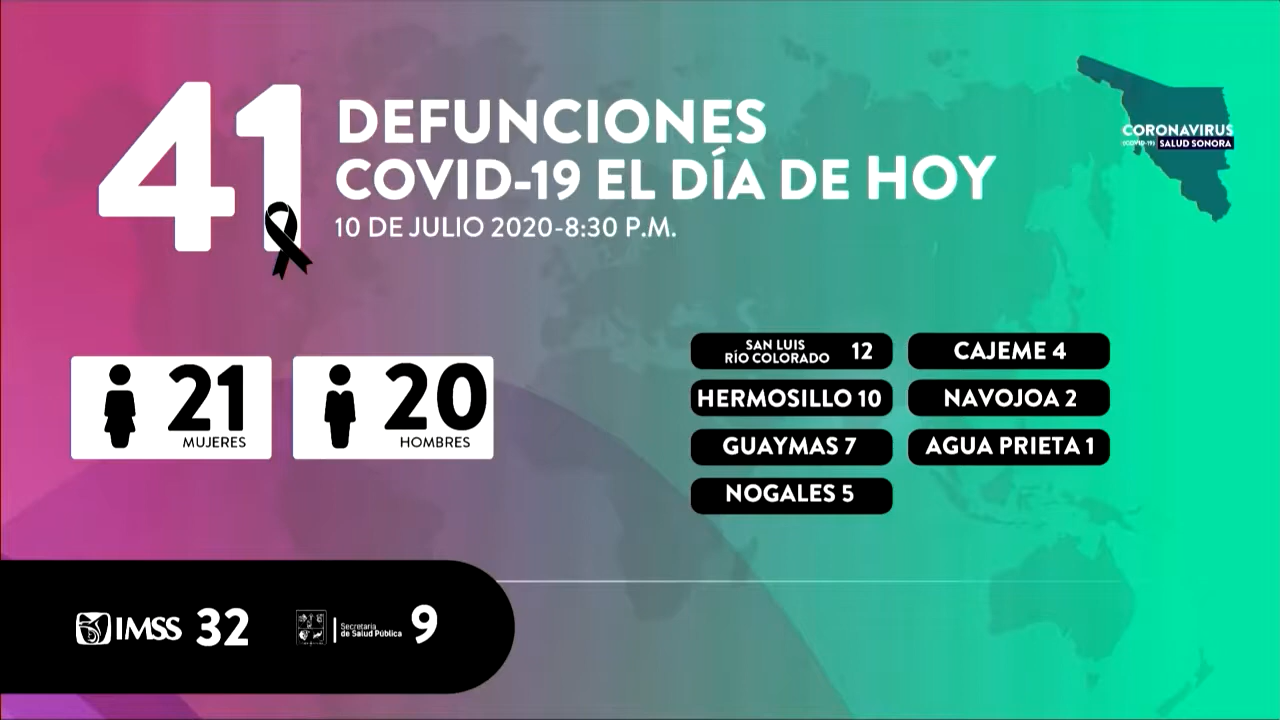 41
DEFUNCIONES
COVID-19 EL DÍA DE HOY
10 DE JULIO 2020-8:30 P.M.
CORONAVIRUS
(COVID-19) SALUD SONORA
21
MUJERES
20
HOMBRES
SAN LUIS
RÍO COLORADO 12
HERMOSILLO 10
GUAYMAS 7
NOGALES 5
CAJEME 4
NAVOJOA 2
AGUA PRIETA 1
IMSS 32
Secretaría
de Salud Pública 9